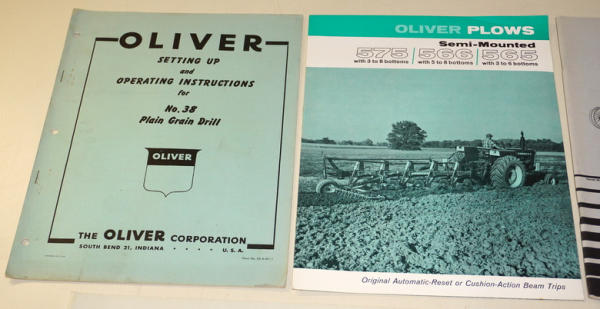 OLIVER
SETTING UP
and
OPERATING INSTRUCTIONS
for
No. 38
Plain Grain Drill
OLIVER
THE OLIVER CORPORATION
SOUTH BEND 21, INDIANA • • • • U. S. A.
OLIVER PLOWS
Semi-Mounted
575 566 565
with 3 to 8 bottoms with 5 to 8 bottoms with 3 to 6 bottoms
Original Automatic-Reset or Cushion-Action Beam Trips